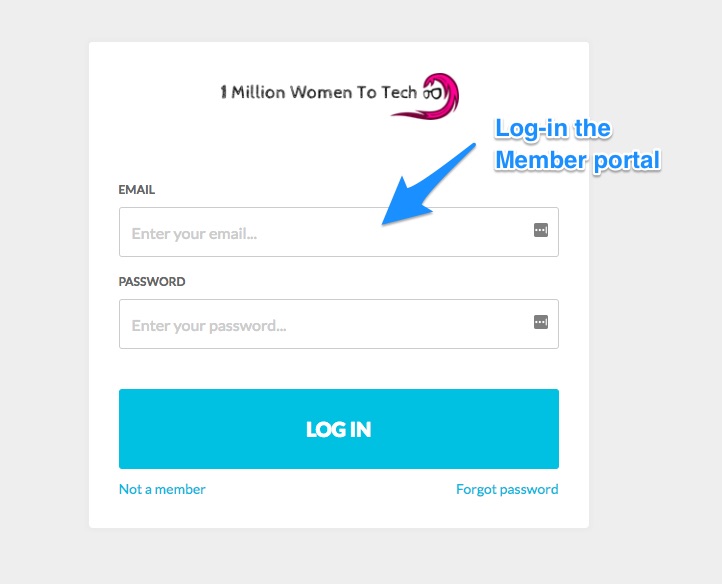 1 Million Women To Tech
Log-in the
Member portal
EMAIL
Enter your email...
PASSWORD
Enter your password...
LOG IN
Not a member
Forgot password